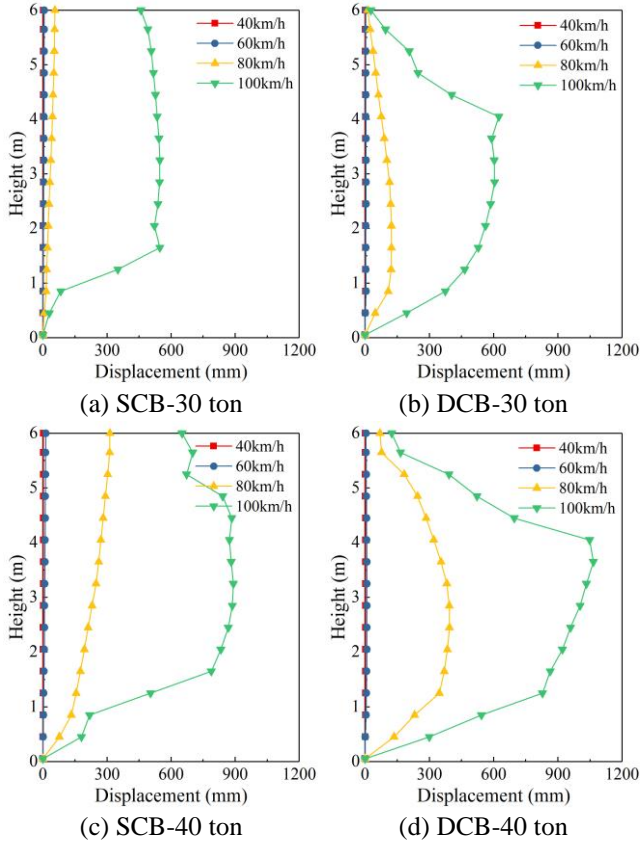 6
5
4
3
2
1
0
Height (m)
40km/h
60km/h
80km/h
100km/h
0 300 600 900 1200
Displacement (mm)
(a) SCB-30 ton
6
5
4
3
2
1
0
Height (m)
40km/h
60km/h
80km/h
100km/h
0 300 600 900 1200
Displacement (mm)
(b) DCB-30 ton
6
5
4
3
2
1
0
Height (m)
40km/h
60km/h
80km/h
100km/h
0 300 600 900 1200
Displacement (mm)
(c) SCB-40 ton
6
5
4
3
2
1
0
Height (m)
40km/h
60km/h
80km/h
100km/h
0 300 600 900 1200
Displacement (mm)
(d) DCB-40 ton